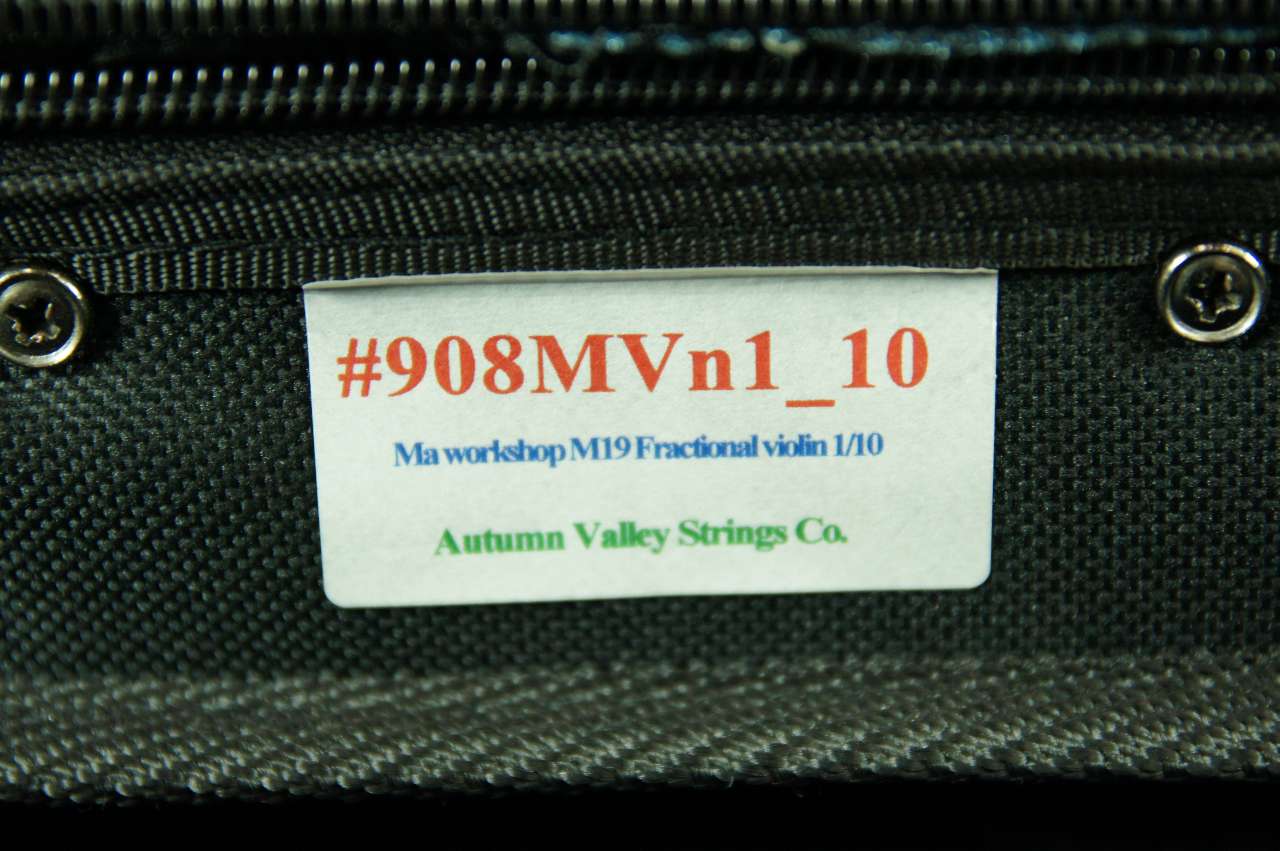 #908MVn1_10
Ma workshop M19 Fractional violin 1/10
Autumn Valley Strings Co.